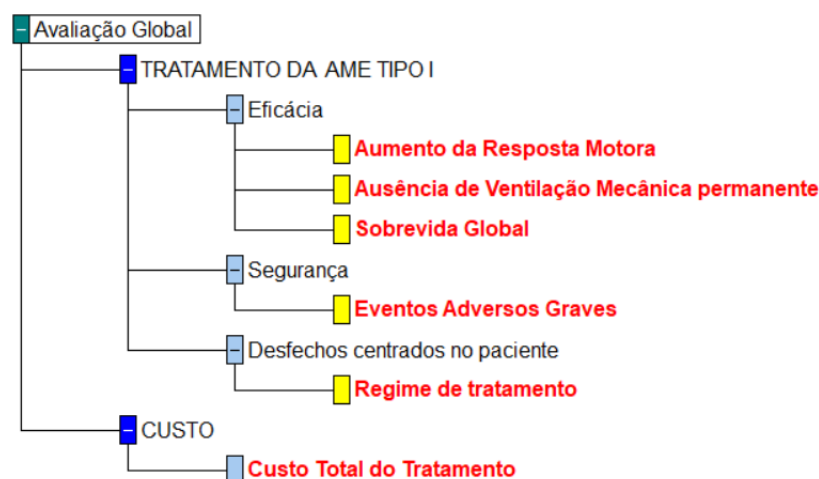 Avaliação Global
TRATAMENTO DA AME TIPO I
Eficácia
Aumento da Resposta Motora
Ausência de Ventilação Mecânica permanente
Sobrevida Global
Segurança
Eventos Adversos Graves
Desfechos centrados no paciente
Regime de tratamento
CUSTO
Custo Total do Tratamento